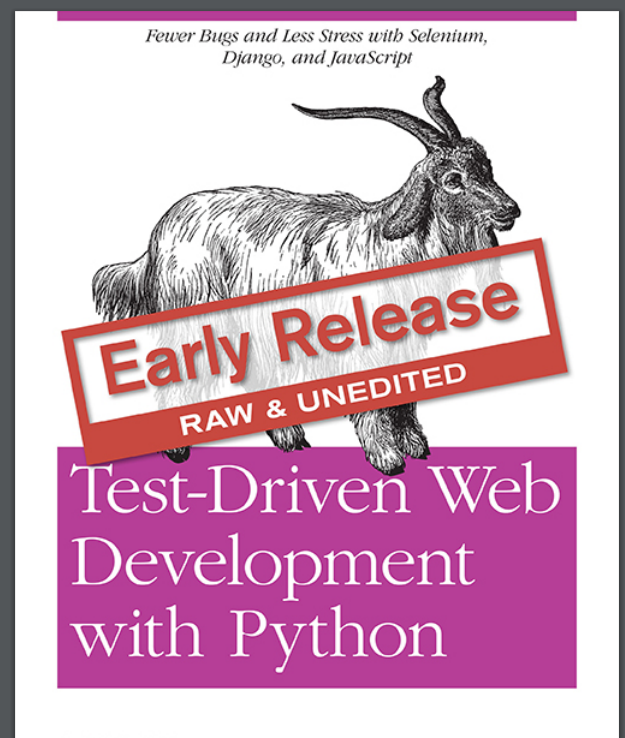 Fewer Bugs and Less Stress with Selenium,
Django, and JavaScript
Early Release
RAW & UNEDITED
Test-Driven Web
Development
with Python